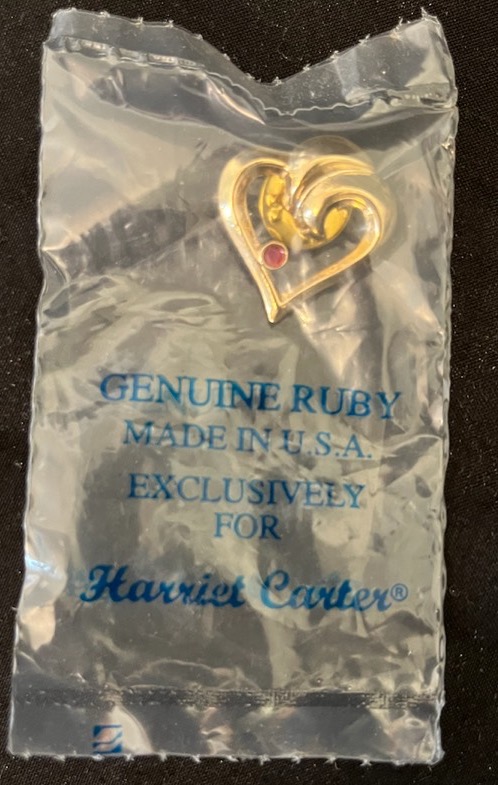 GENUINE RUBY
MADE IN U.S.A.
EXCLUSIVELY
FOR
Harriet Carter®